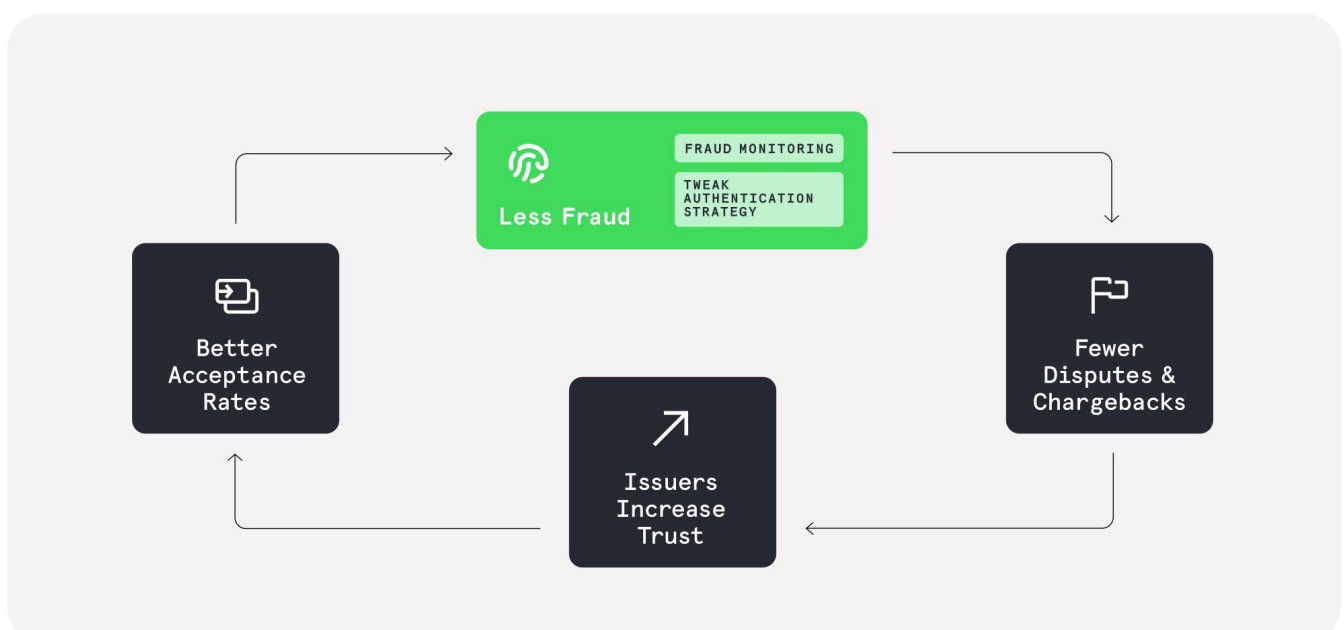 FRAUD MONITORING
TWEAK
AUTHENTICATION
STRATEGY
Less Fraud
Better
Acceptance
Rates
Fewer
Disputes &
Chargebacks
Issuers
Increase
Trust